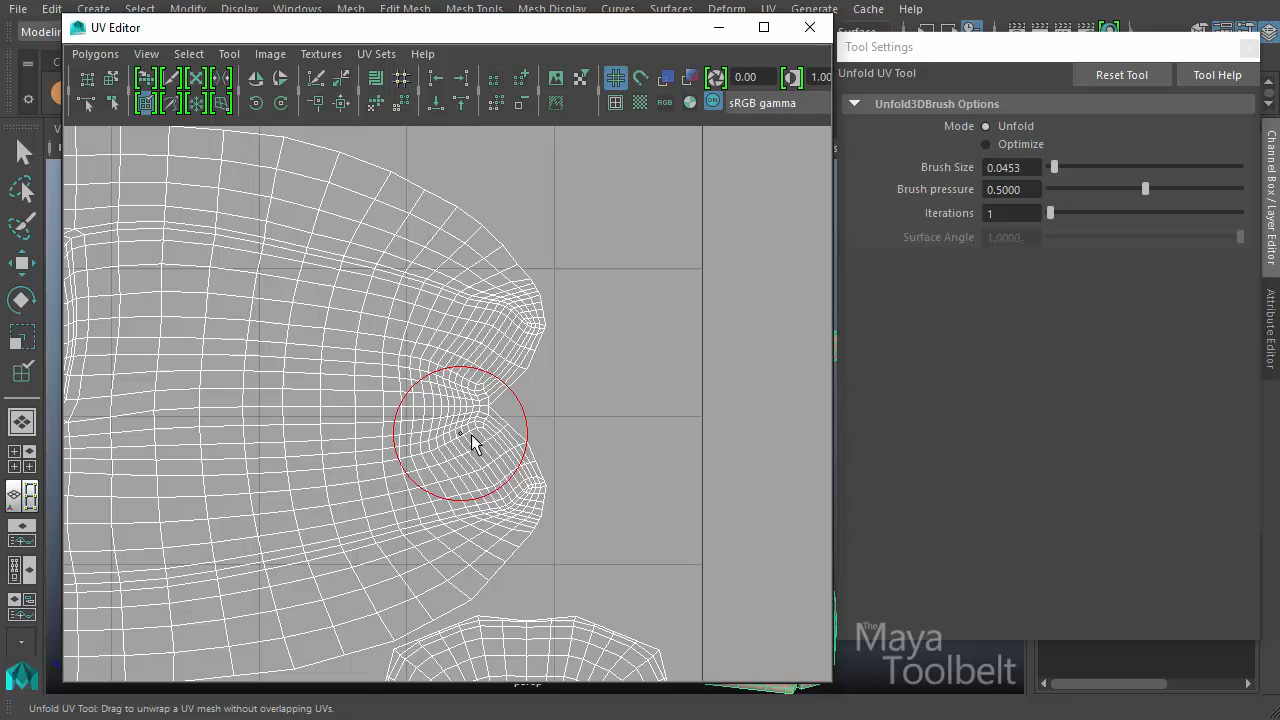 File Edit Create Select Modify Display Windows Mesh Edit Mesh Mesh Tools Mesh Display Curves Surfaces Deform UV Generate Cache Help
UV Editor
Tool Settings
Polygons View Select Tool Image Textures UV Sets Help
Unfold UV Tool
Reset Tool
Tool Help
0.00
1.00
RGB
ON
sRGB gamma
Unfold3DBrush Options
Mode Unfold
Optimize
Brush Size 0.0453
Brush pressure 0.5000
Iterations 1
Surface Angle 1.0000
Channel Box / Layer Editor
Attribute Editor
The
Maya
Toolbelt
persp
Unfold UV Tool: Drag to unwrap a UV mesh without overlapping UVs.